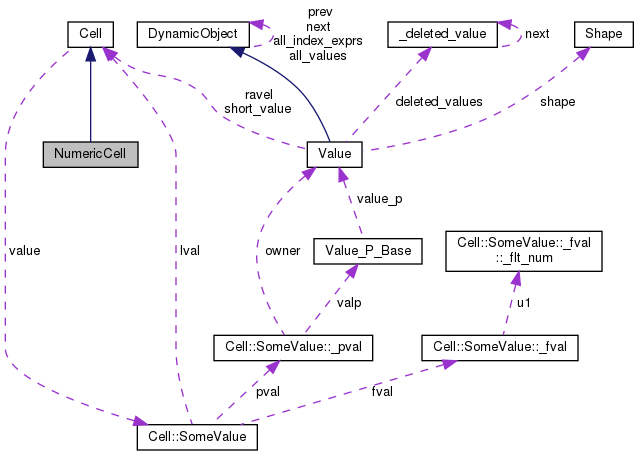 prev
next
all_index_exprs
all_values
Cell
DynamicObject
_deleted_value
next
Shape
ravel
short_value
deleted_values
shape
NumericCell
Value
value_p
value
lval
owner
Value_P_Base
Cell::SomeValue::_fval
::_flt_num
valp
u1
Cell::SomeValue::_pval
Cell::SomeValue::_fval
pval
fval
Cell::SomeValue